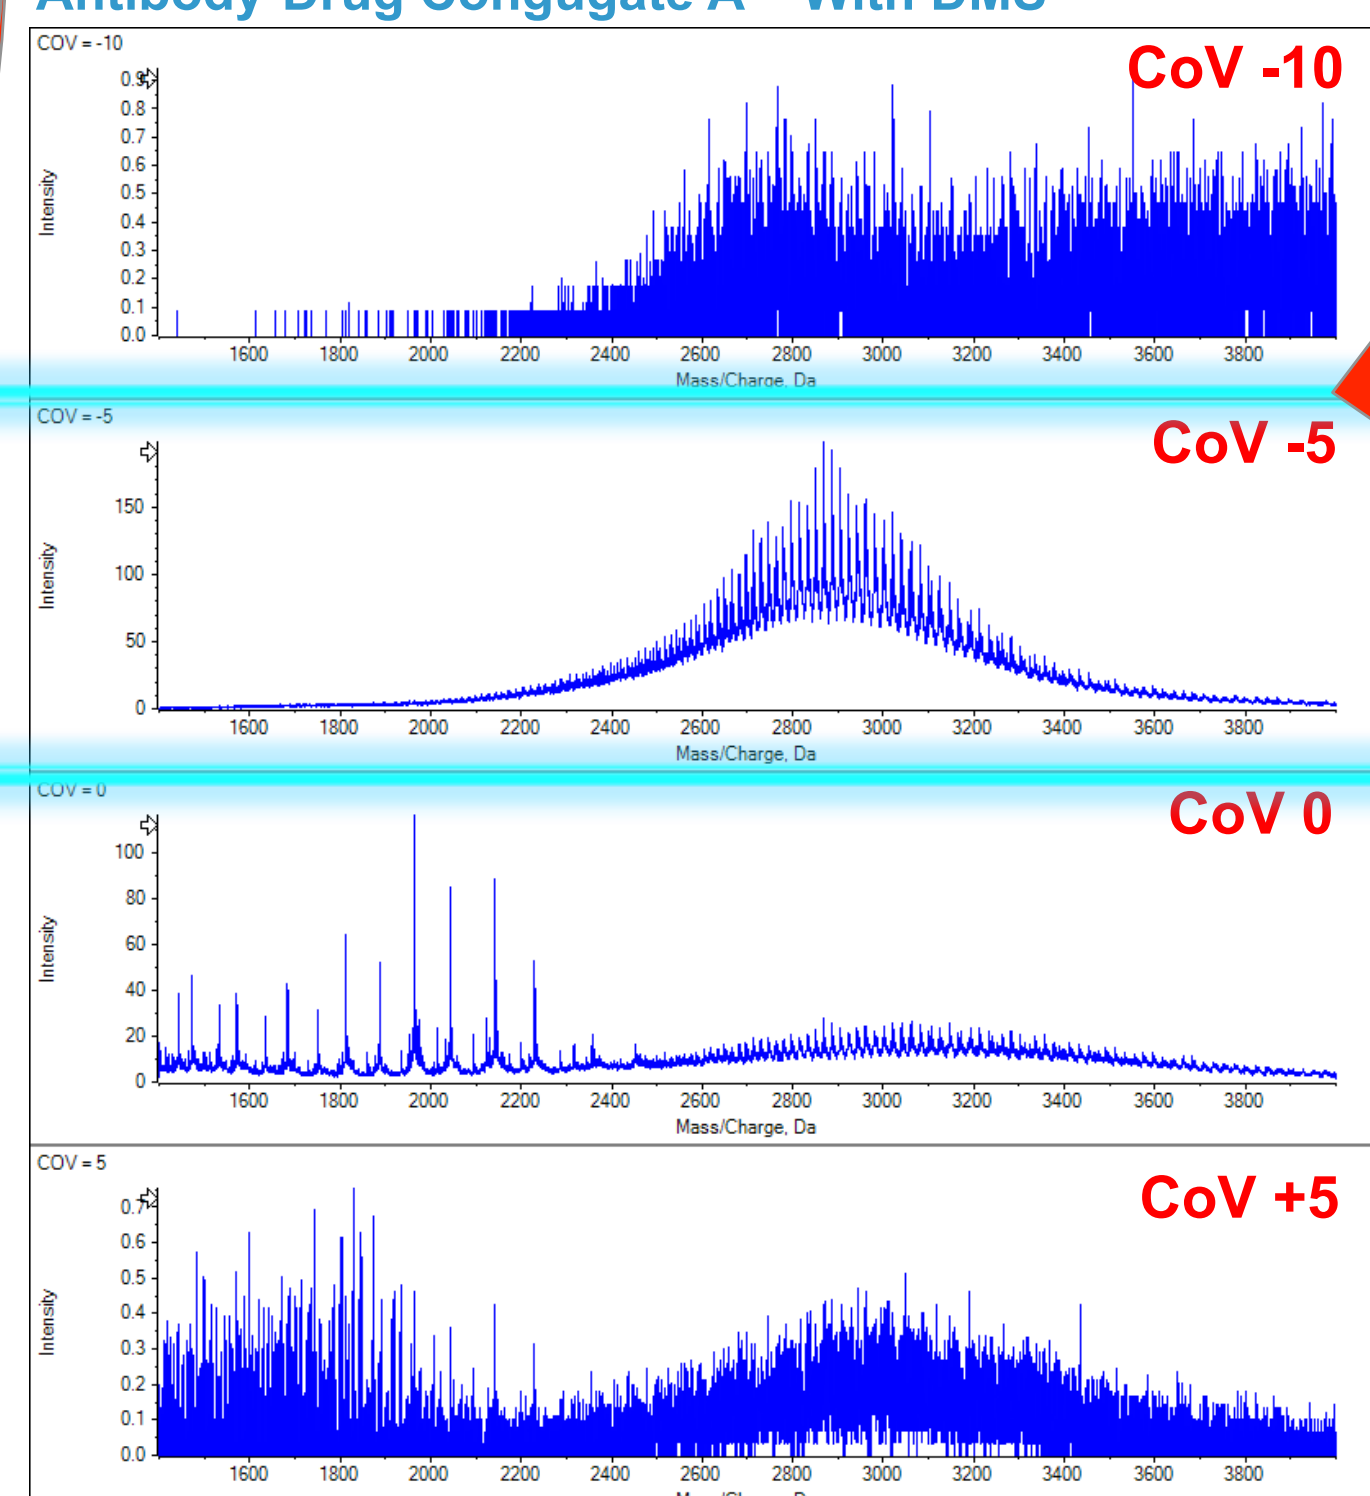 Antibody-Drug Congugate A – With DMS
COV = -10
CoV -10
0.9
0.8
0.7
0.6
0.5
0.4
0.3
0.2
0.1
0.0
Intensity
1600 1800 2000 2200 2400 2600 2800 3000 3200 3400 3600 3800
Mass/Charge, Da
COV = -5
CoV -5
150
100
50
0
Intensity
1600 1800 2000 2200 2400 2600 2800 3000 3200 3400 3600 3800
Mass/Charge, Da
COV = 0
CoV 0
100
80
60
40
20
0
Intensity
1600 1800 2000 2200 2400 2600 2800 3000 3200 3400 3600 3800
Mass/Charge, Da
COV = 5
CoV +5
0.7
0.6
0.5
0.4
0.3
0.2
0.1
0.0
Intensity
1600 1800 2000 2200 2400 2600 2800 3000 3200 3400 3600 3800